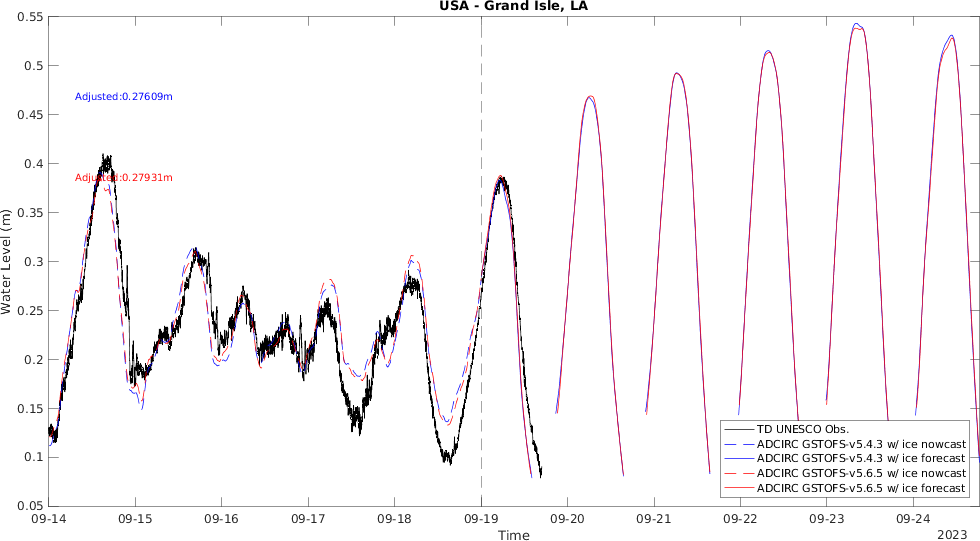 USA - Grand Isle, LA
0.55
0.5
0.45
0.4
0.35
0.3
0.25
0.2
0.15
0.1
0.05
Water Level (m)
Adjusted:0.27609m
Adjusted:0.27931m
TD UNESCO Obs.
ADCIRC GSTOFS-v5.4.3 w/ ice nowcast
ADCIRC GSTOFS-v5.4.3 w/ ice forecast
ADCIRC GSTOFS-v5.6.5 w/ ice nowcast
ADCIRC GSTOFS-v5.6.5 w/ ice forecast
09-14 09-15 09-16 09-17 09-18 09-19 09-20 09-21 09-22 09-23 09-24
Time
2023